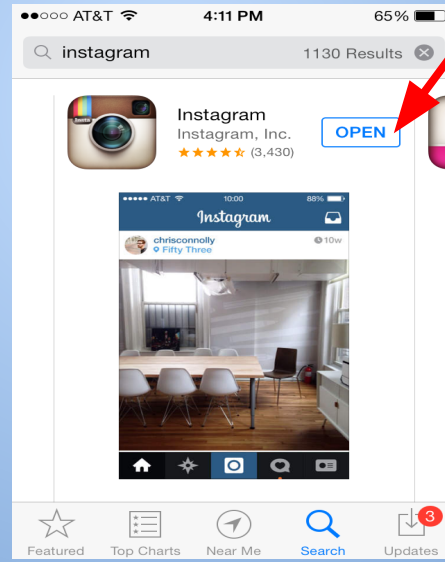 AT&T 4:11 PM 65%
instagram 1130 Results
Insta
Instagram
Instagram, Inc.
OPEN
(3,430)
AT&T 10:00 88%
Instagram
chrisconnolly 10w
Fifty Three
3
Featured Top Charts Near Me Search Updates